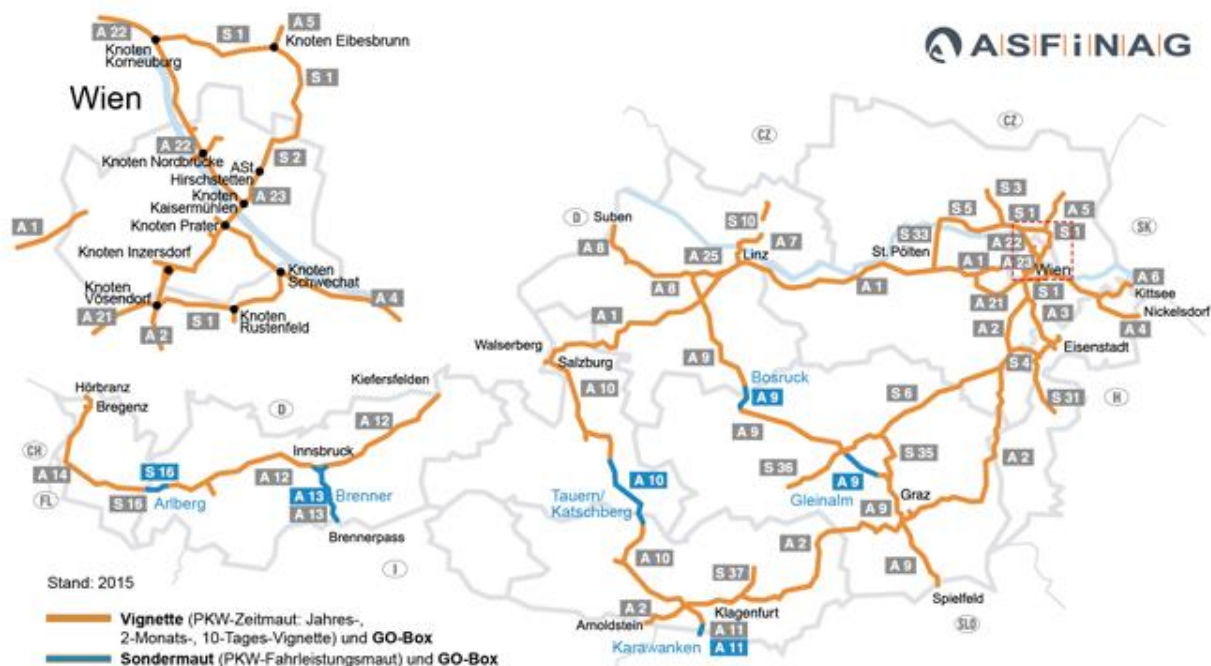 A 22
S 1
A 5
Knoten Eibesbrunn
Knoten
Korneuburg
S 1
Wien
A 22
Knoten Nordbrücke
S 2
ASt
Hirschstetten
Knoten
Kaisermühlen
A 23
Knoten Prater
A 1
Knoten Inzersdorf
Knoten
Schwechat
Knoten
Vösendorf
A 4
A 21
S 1
A 2
Knoten
Rustenfeld
ASFiNAG
CZ
CZ
D
Suben
S 10
S 3
S 5
S 1
A 5
SK
A 8
A 7
S 33
S 1
Linz
St. Pölten
A 22
A 25
A 1
A 23
Wien
A 6
Kittsee
A 8
A 1
A 21
S 1
A 3
Nickelsdorf
A 4
A 1
A 2
Walserberg
Salzburg
A 9
Eisenstadt
S 4
A 10
Bosruck
A 9
S 6
S 31
H
A 9
S 36
S 35
A 2
A 10
A 9
Gleinalm
Graz
Tauern/
Katschberg
A 9
A 2
A 10
A 9
S 37
Spielfeld
A 2
Klagenfurt
Arnoldstein
A 11
SLO
Karawanken
A 11
Hörbranz
Bregenz
Kiefersfelden
D
A 12
CH
Innsbruck
A 14
S 16
A 12
FL
S 16
Arlberg
A 13
Brenner
A 13
Brennerpass
I
Stand: 2015
Vignette (PKW-Zeitmaut: Jahres-,
2-Monats-, 10-Tages-Vignette) und GO-Box
Sondermaut (PKW-Fahrleistungsmaut) und GO-Box